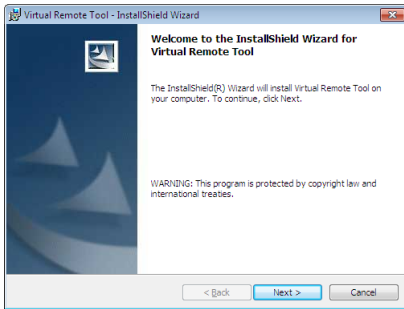 Virtual Remote Tool - InstallShield Wizard
Welcome to the InstallShield Wizard for
Virtual Remote Tool
The InstallShield(R) Wizard will install Virtual Remote Tool on
your computer. To continue, click Next.
WARNING: This program is protected by copyright law and
international treaties.
< Back
Next >
Cancel